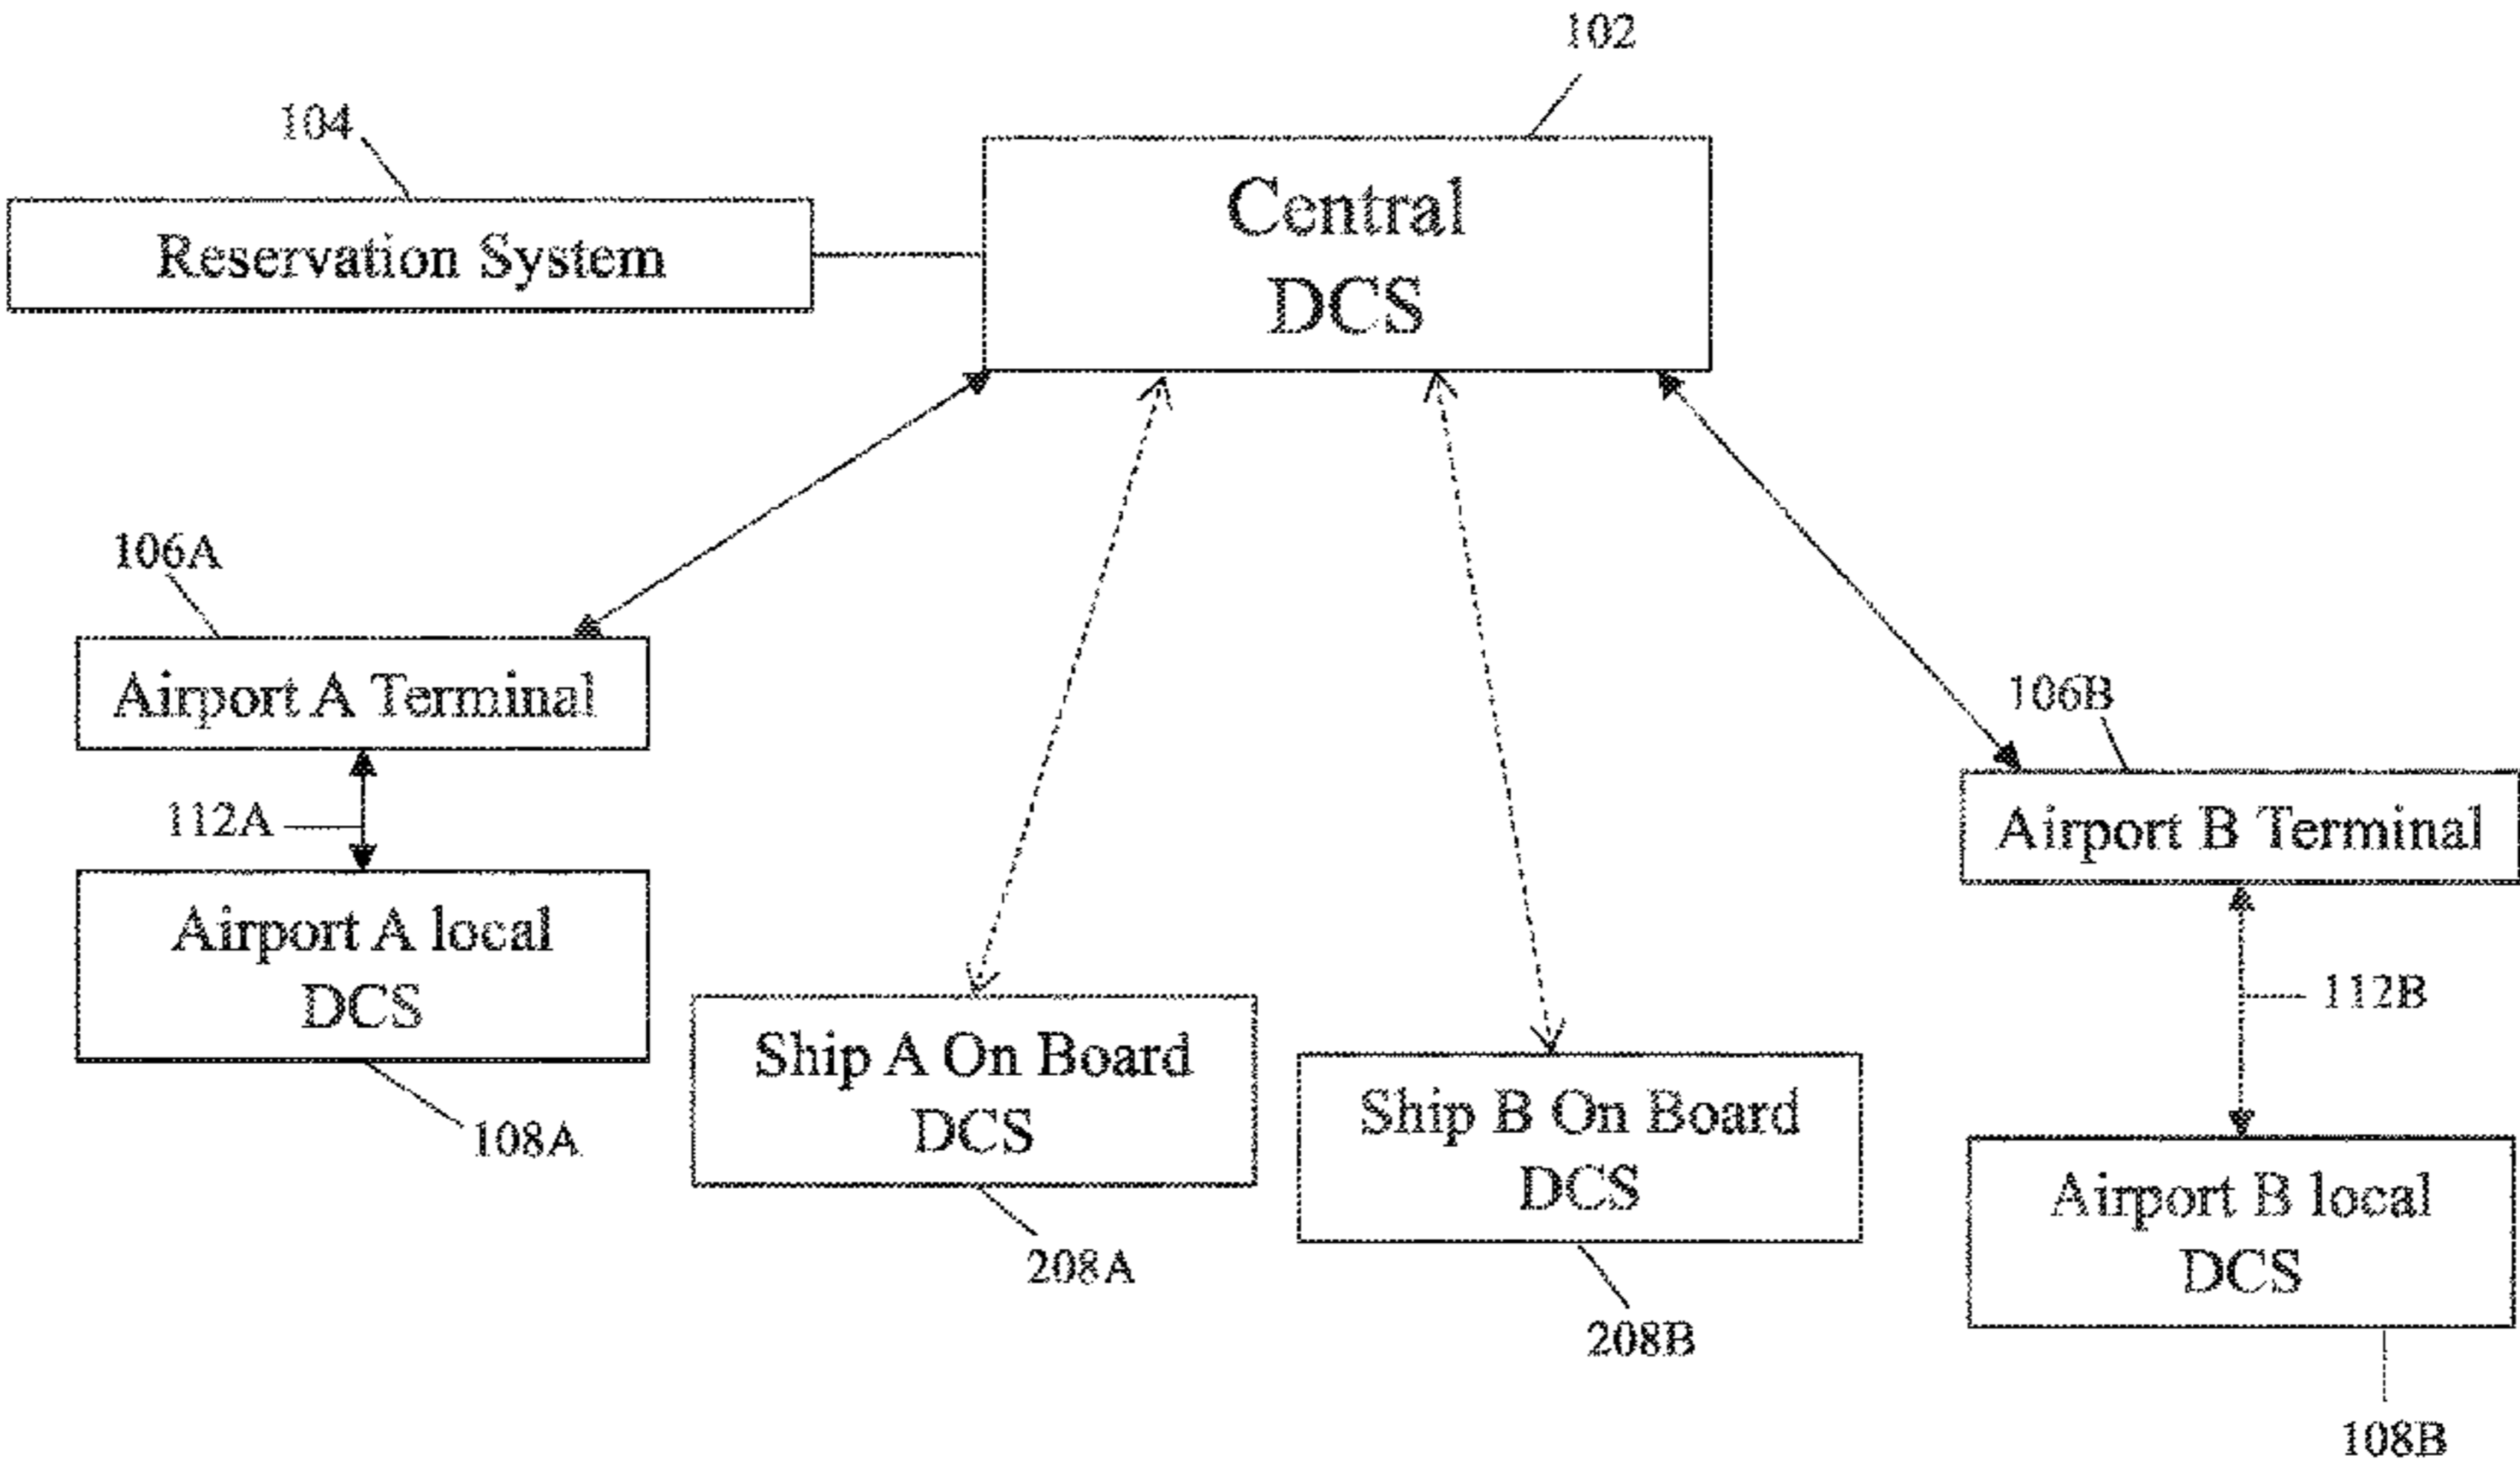 102
104
Central
DCS
Reservation System
106A
Airport A Terminal
106B
112A
Airport B Terminal
Airport A local
DCS
112B
Ship A On Board
DCS
Ship B On Board
DCS
108A
Airport B local
DCS
208A
208B
108B